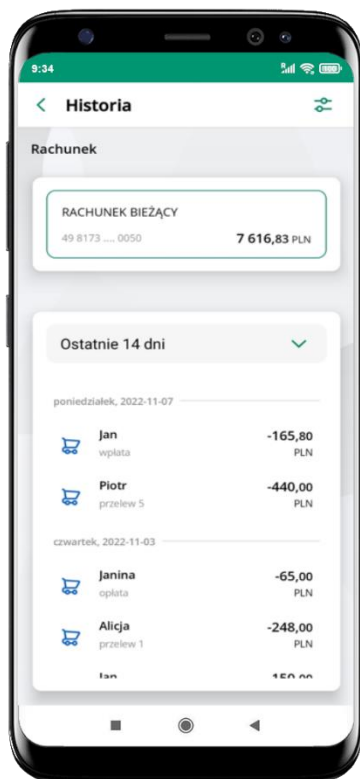 9:34
Historia
Rachunek
RACHUNEK BIEŻĄCY
49 8173 .... 0050 7 616,83 PLN
Ostatnie 14 dni
poniedziałek, 2022-11-07
Jan -165,80
wpłata PLN
Piotr -440,00
przelew 5 PLN
czwartek, 2022-11-03
Janina -65,00
opłata PLN
Alicja -248,00
przelew 1 PLN
Jan